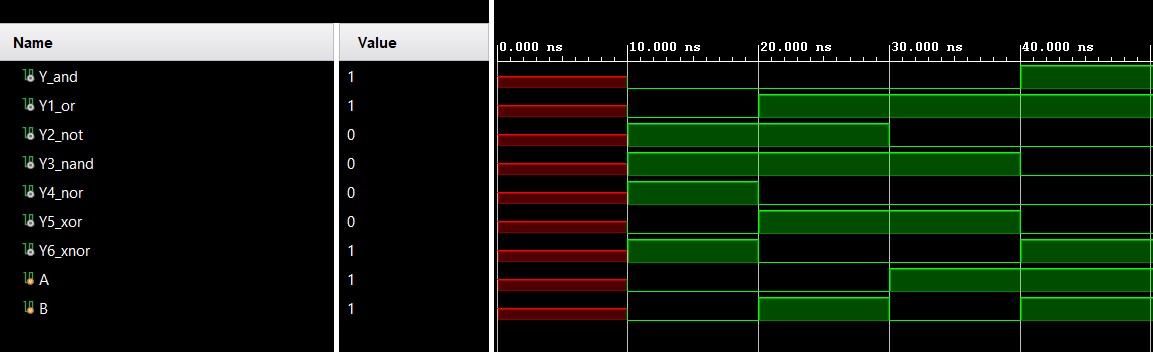 Name Value
0.000 ns 10.000 ns 20.000 ns 30.000 ns 40.000 ns
Y_and 1
Y1_or 1
Y2_not 0
Y3_nand 0
Y4_nor 0
Y5_xor 0
Y6_xnor 1
A 1
B 1